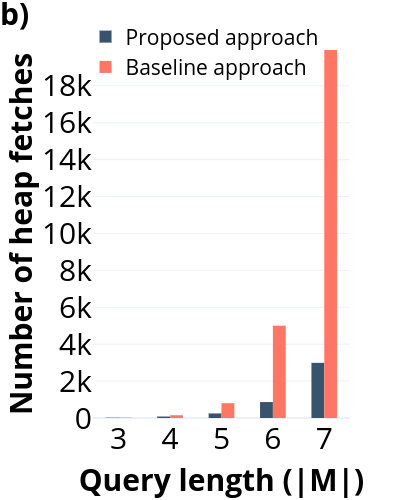 b)
Proposed approach
Baseline approach
Number of heap fetches
18k
16k
14k
12k
10k
8k
6k
4k
2k
0
3 4 5 6 7
Query length (|M|)